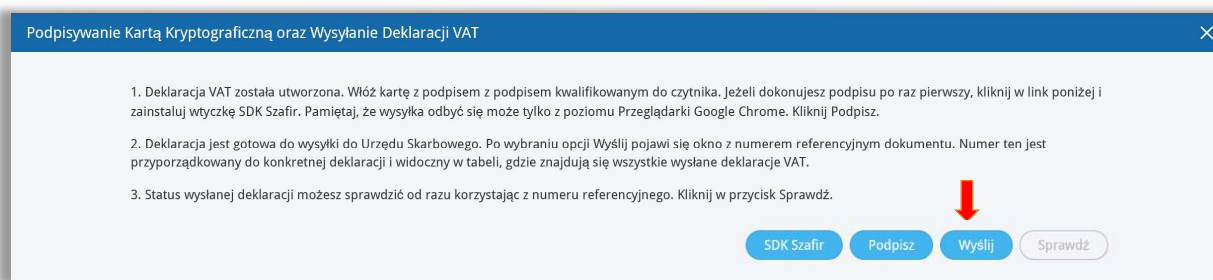 Podpisywanie Kartą Kryptograficzną oraz Wysyłanie Deklaracji VAT
1. Deklaracja VAT została utworzona. Włóż kartę z podpisem z podpisem kwalifikowanym do czytnika. Jeżeli dokonujesz podpisu po raz pierwszy, kliknij w link poniżej i
zainstaluj wtyczkę SDK Szafir. Pamiętaj, że wysyłka odbyć się może tylko z poziomu Przeglądarki Google Chrome. Kliknij Podpisz.
2. Deklaracja jest gotowa do wysyłki do Urzędu Skarbowego. Po wybraniu opcji Wyślij pojawi się okno z numerem referencyjnym dokumentu. Numer ten jest
przyporządkowany do konkretnej deklaracji i widoczny w tabeli, gdzie znajdują się wszystkie wysłane deklaracje VAT.
3. Status wysłanej deklaracji możesz sprawdzić od razu korzystając z numeru referencyjnego. Kliknij w przycisk Sprawdź.
SDK Szafir Podpisz Wyślij Sprawdź